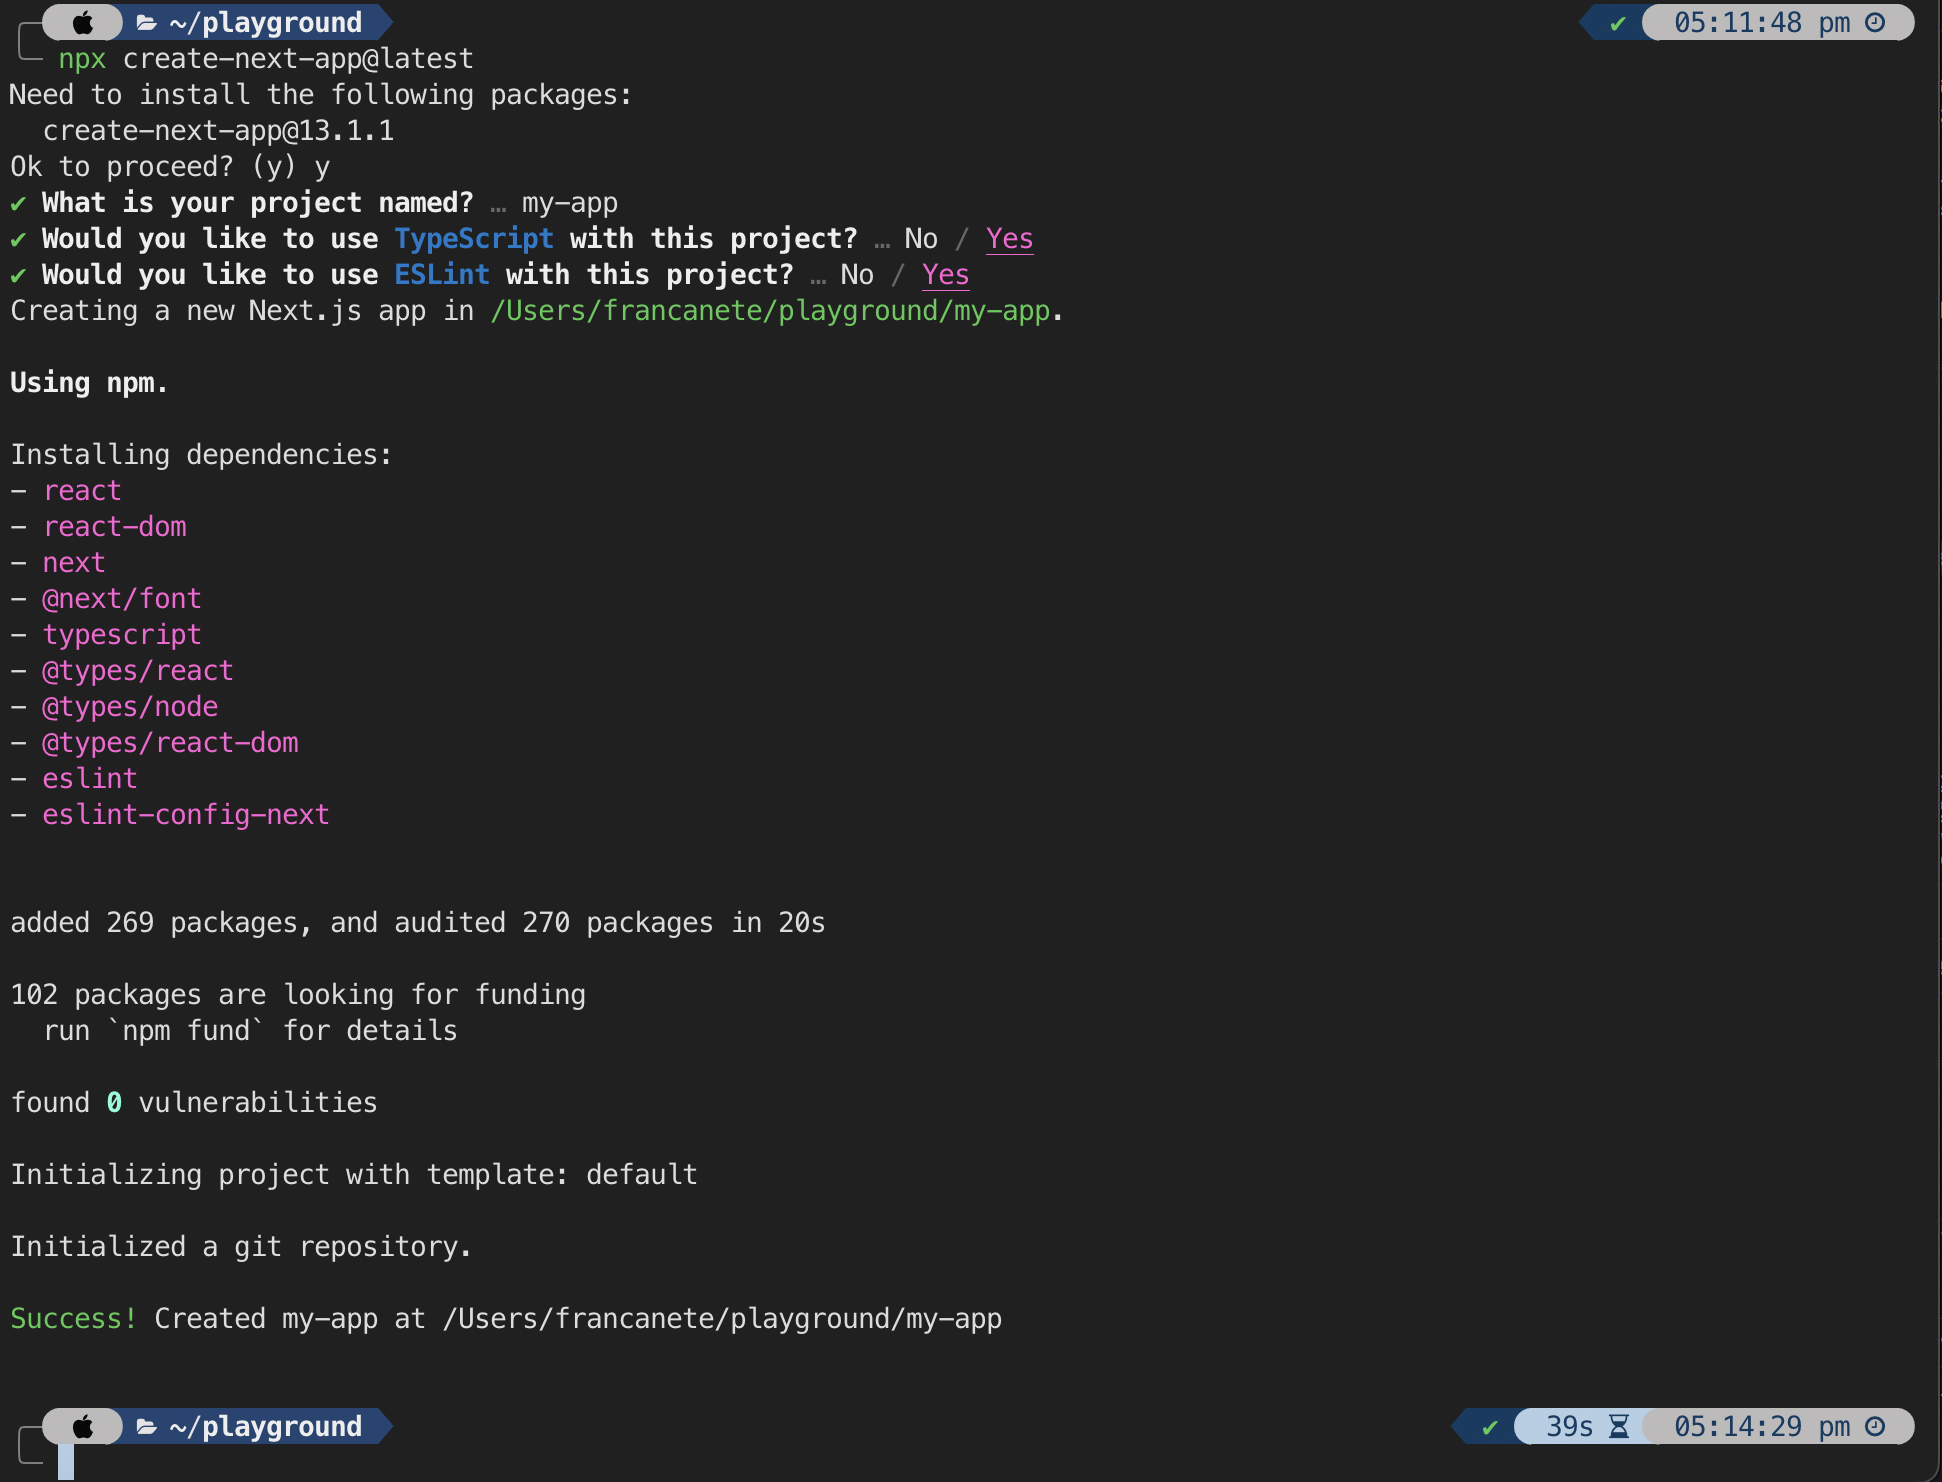 ~/playground ✔ 05:11:48 pm
npx create-next-app@latest
Need to install the following packages:
  create-next-app@13.1.1
Ok to proceed? (y) y
✔ What is your project named? … my-app
✔ Would you like to use TypeScript with this project? … No / Yes
✔ Would you like to use ESLint with this project? … No / Yes
Creating a new Next.js app in /Users/francanete/playground/my-app.
Using npm.
Installing dependencies:
- react
- react-dom
- next
- @next/font
- typescript
- @types/react
- @types/node
- @types/react-dom
- eslint
- eslint-config-next
added 269 packages, and audited 270 packages in 20s
102 packages are looking for funding
  run `npm fund` for details
found 0 vulnerabilities
Initializing project with template: default
Initialized a git repository.
Success! Created my-app at /Users/francanete/playground/my-app
~/playground ✔ 39s 05:14:29 pm